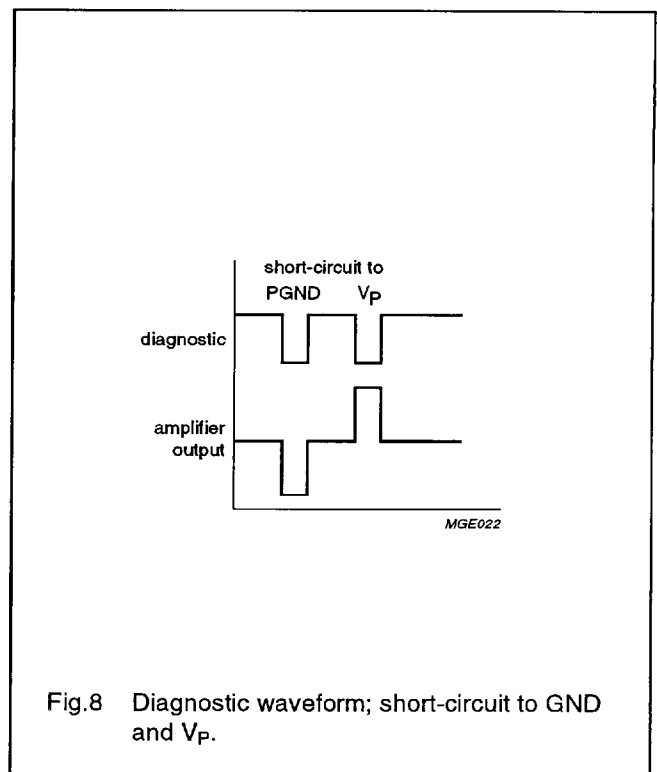 short-circuit to
PGND VP
diagnostic
amplifier
output
MGE022
Fig.8 Diagnostic waveform; short-circuit to GND
and VP.